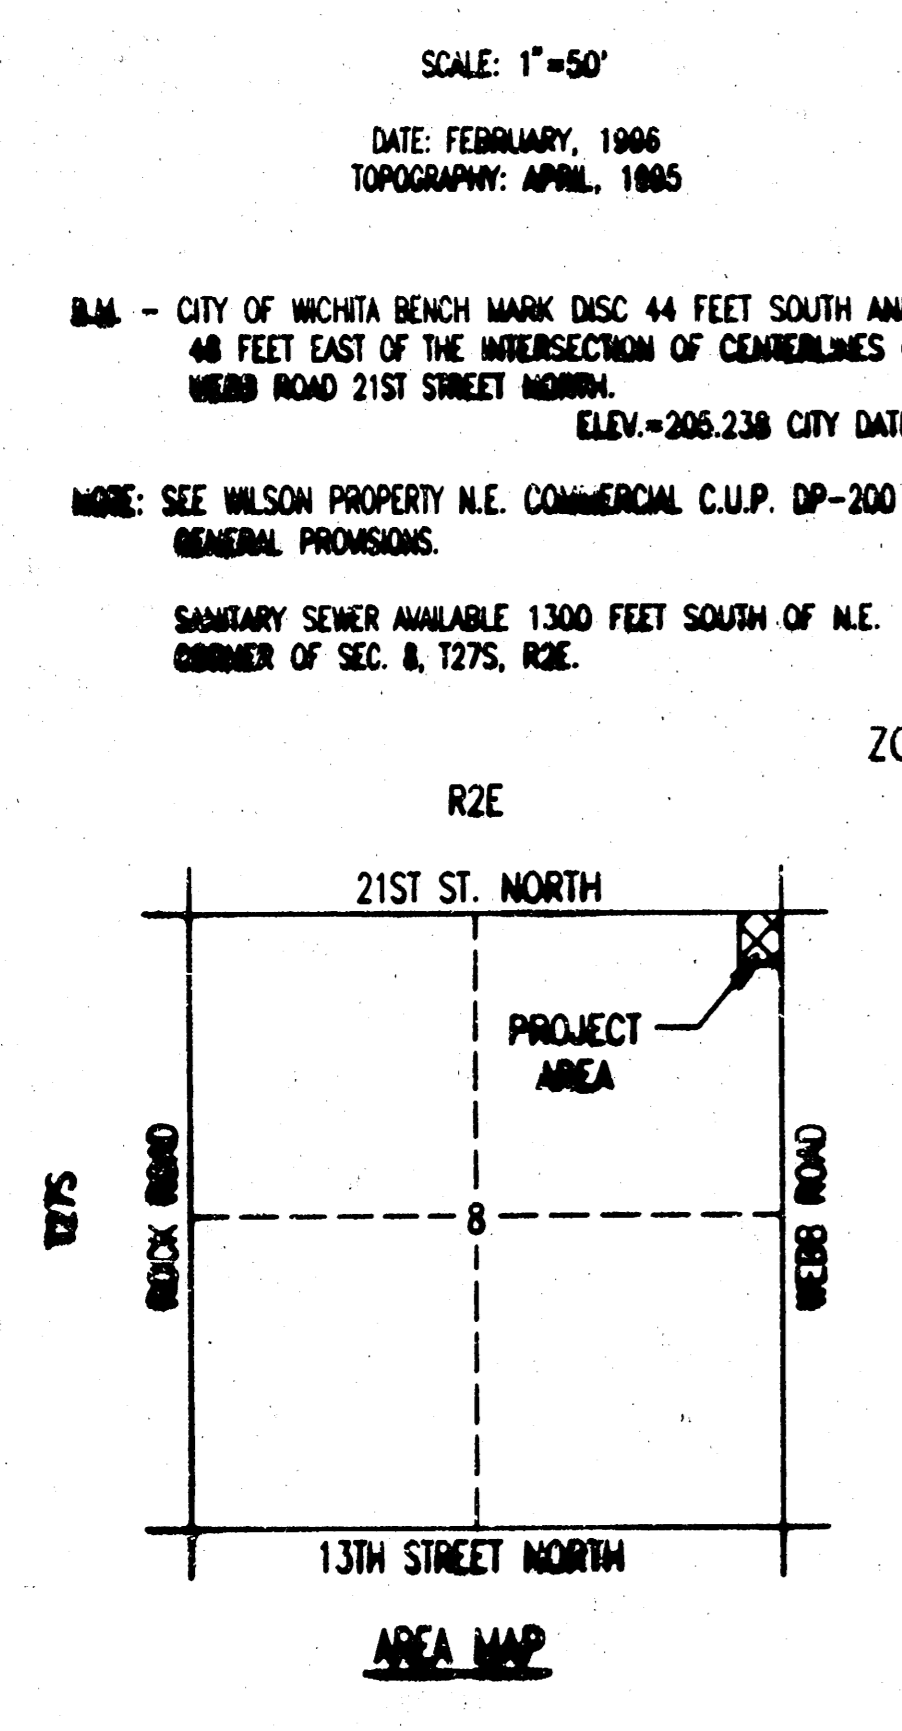 SCALE: 1"=50'
DATE: FEBRUARY, 1996
TOPOGRAPHY: APRIL, 1995
B.M. - CITY OF WICHITA BENCH MARK DISC 44 FEET SOUTH AN
48 FEET EAST OF THE INTERSECTION OF CENTERLINES
WEBB ROAD 21ST STREET NORTH.
ELEV.=205.238 CITY DAT
NOTE: SEE WILSON PROPERTY N.E. COMMERCIAL C.U.P. DP-200
GENERAL PROVISIONS.
SANITARY SEWER AVAILABLE 1300 FEET SOUTH OF N.E.
CORNER OF SEC. 8, T27S, R2E.
ZO
R2E
21ST ST. NORTH
PROJECT
AREA
ROCK ROAD
WEBB ROAD
T27S
8
13TH STREET NORTH
AREA MAP